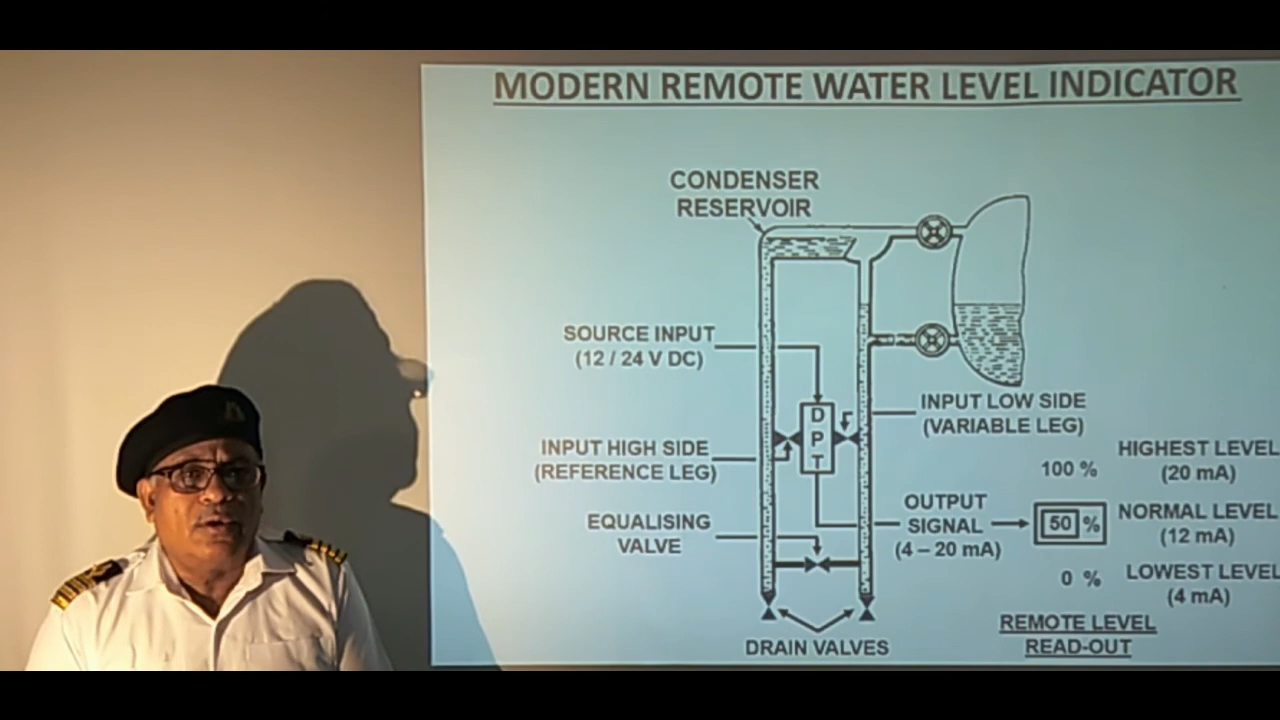 MODERN REMOTE WATER LEVEL INDICATOR
CONDENSER
RESERVOIR
SOURCE INPUT
(12 / 24 V DC)
D
P
T
INPUT LOW SIDE
(VARIABLE LEG)
INPUT HIGH SIDE
(REFERENCE LEG)
EQUALISING
VALVE
OUTPUT
SIGNAL
(4 – 20 mA)
100 %
HIGHEST LEVEL
(20 mA)
50 %
NORMAL LEVEL
(12 mA)
0 %
LOWEST LEVEL
(4 mA)
REMOTE LEVEL
READ-OUT
DRAIN VALVES